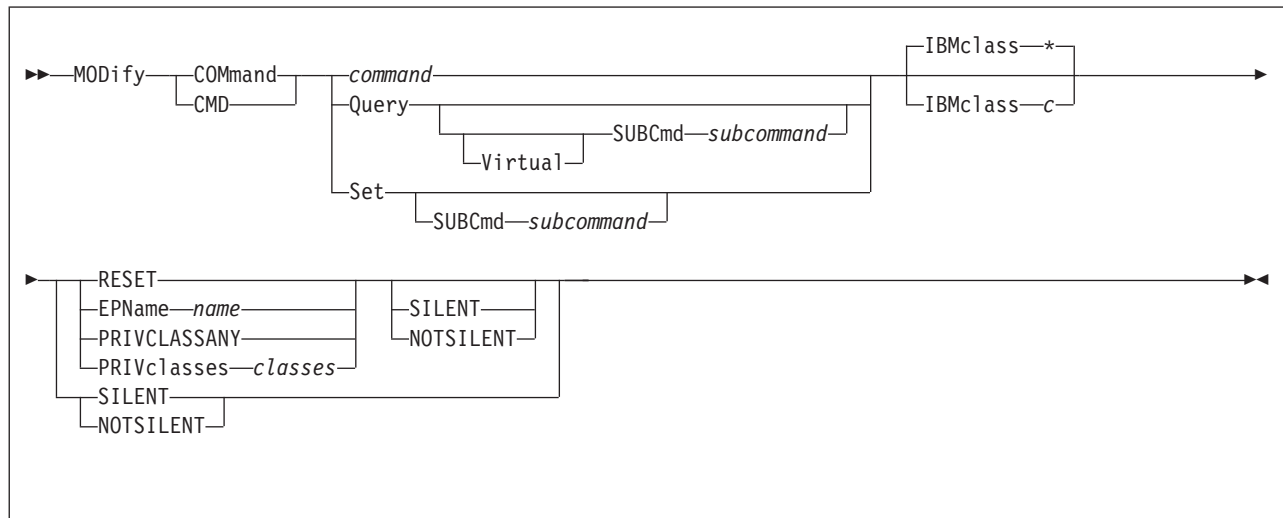 IBMclass *
MODify COMmand command
CMD Query IBMclass c
SUBCmd subcommand
Virtual
Set
SUBCmd subcommand
RESET
EPName name SILENT
PRIVCLASSANY NOTSILENT
PRIVclasses classes
SILENT
NOTSILENT